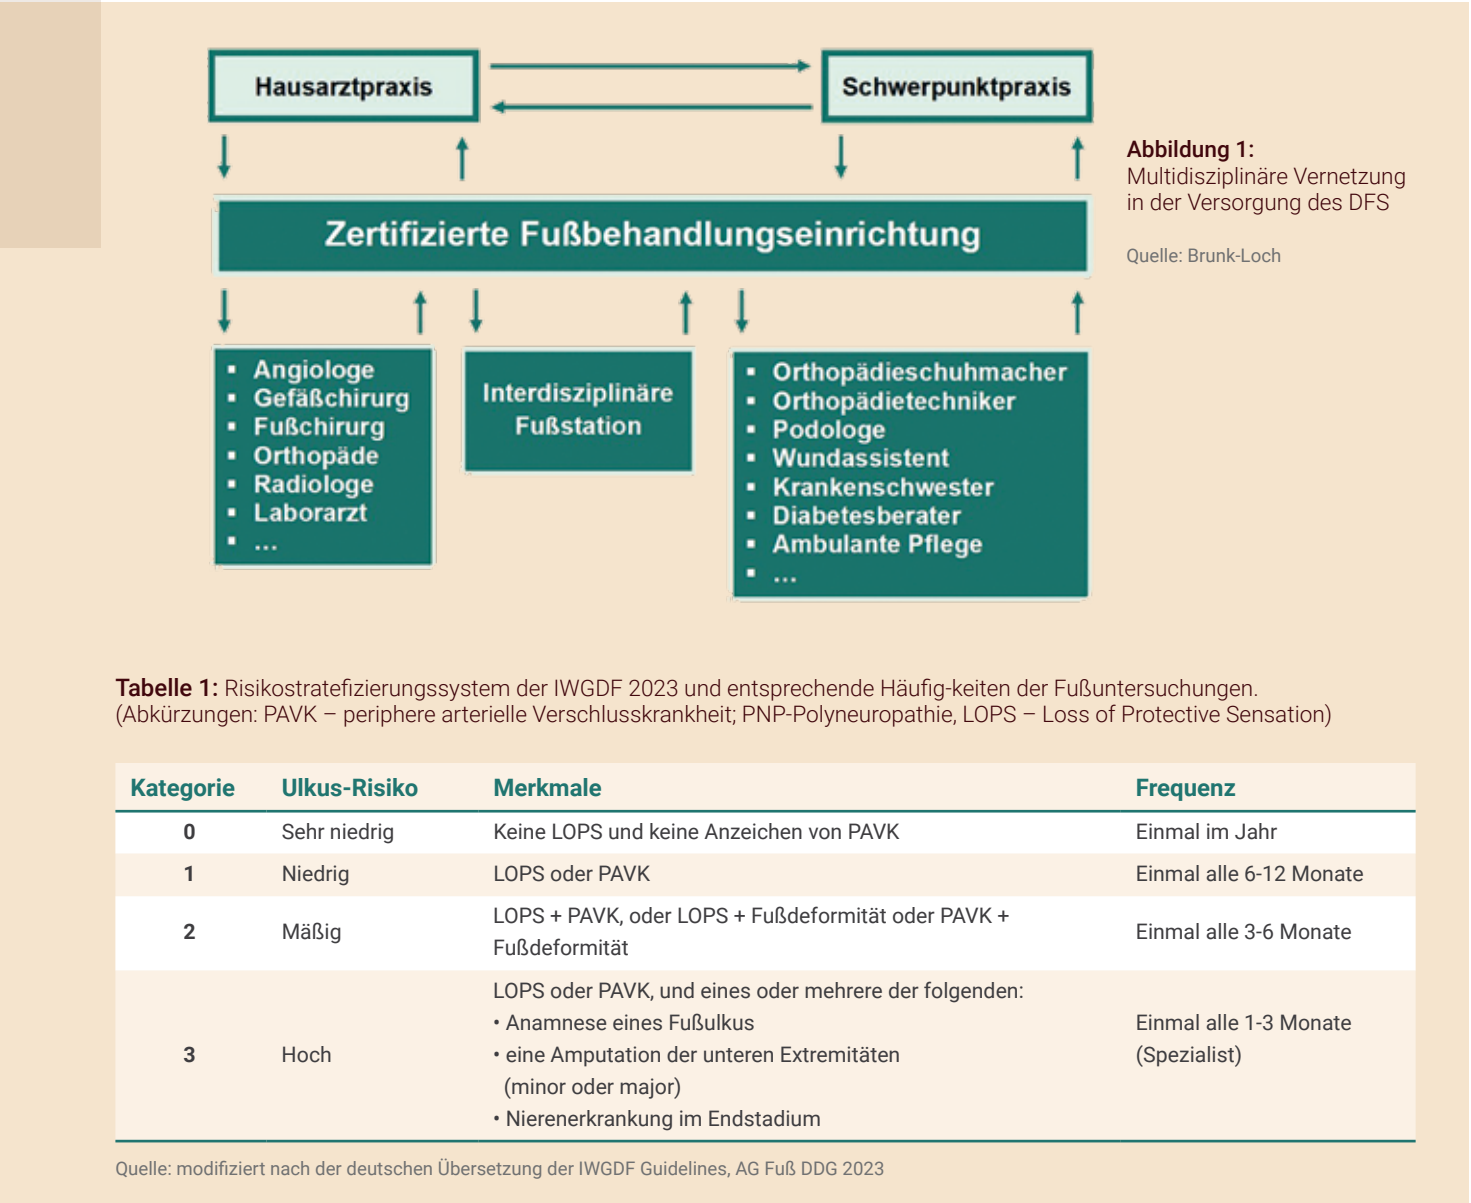 Hausarztpraxis
Schwerpunktpraxis
Abbildung 1:
Multidisziplinäre Vernetzung
in der Versorgung des DFS
Quelle: Brunk-Loch
Zertifizierte Fußbehandlungseinrichtung
▪ Angiologe
▪ Gefäßchirurg
▪ Fußchirurg
▪ Orthopäde
▪ Radiologe
▪ Laborarzt
▪ ...
Interdisziplinäre
Fußstation
▪ Orthopädieschuhmacher
▪ Orthopädietechniker
▪ Podologe
▪ Wundassistent
▪ Krankenschwester
▪ Diabetesberater
▪ Ambulante Pflege
▪ ...
Tabelle 1: Risikostratefizierungssystem der IWGDF 2023 und entsprechende Häufig-keiten der Fußuntersuchungen.
(Abkürzungen: PAVK – periphere arterielle Verschlusskrankheit; PNP-Polyneuropathie, LOPS – Loss of Protective Sensation)
Kategorie Ulkus-Risiko Merkmale Frequenz
0 Sehr niedrig Keine LOPS und keine Anzeichen von PAVK Einmal im Jahr
1 Niedrig LOPS oder PAVK Einmal alle 6-12 Monate
2 Mäßig LOPS + PAVK, oder LOPS + Fußdeformität oder PAVK +
Fußdeformität Einmal alle 3-6 Monate
3 Hoch LOPS oder PAVK, und eines oder mehrere der folgenden:
• Anamnese eines Fußulkus
• eine Amputation der unteren Extremitäten
(minor oder major)
• Nierenerkrankung im Endstadium
Einmal alle 1-3 Monate
(Spezialist)
Quelle: modifiziert nach der deutschen Übersetzung der IWGDF Guidelines, AG Fuß DDG 2023